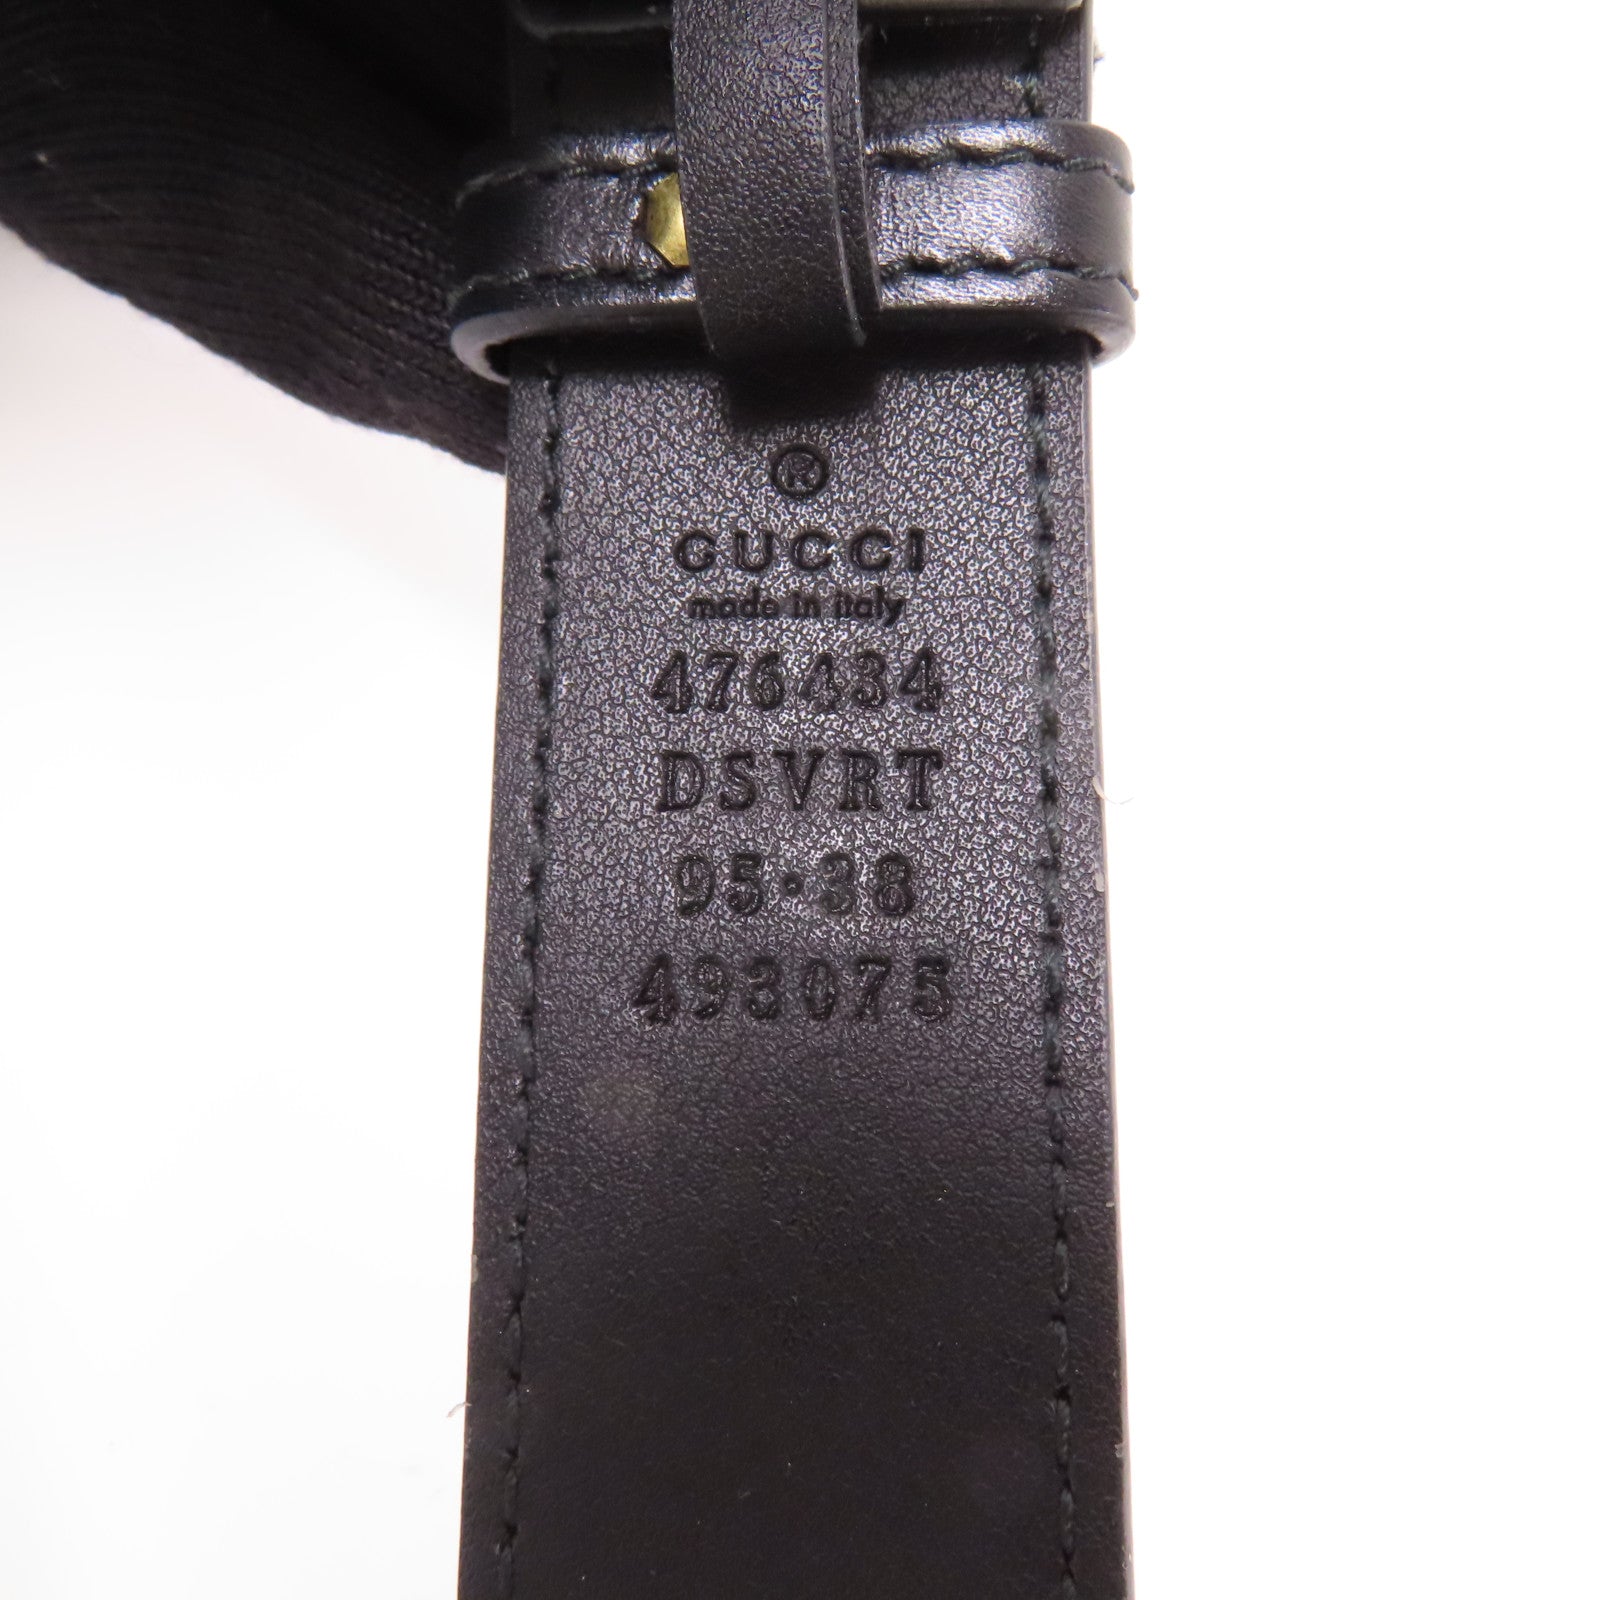 ®
GUCCI
made in italy
476434
DSVRT
95·38
493075